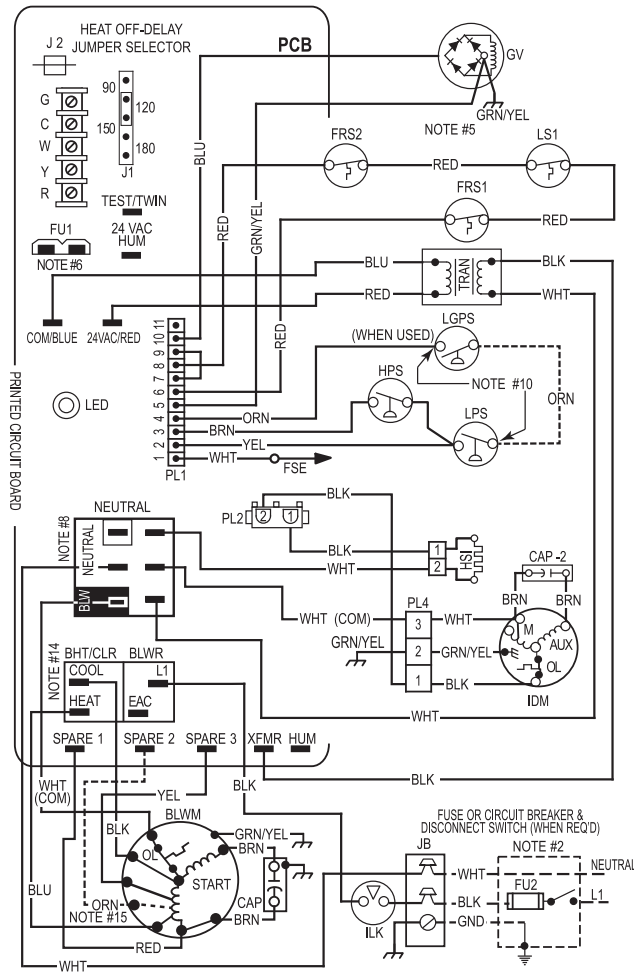 HEAT OFF-DELAY
JUMPER SELECTOR
J 2
PCB
90
120
150
180
J1
G
C
W
Y
R
TEST/TWIN
24 VAC
HUM
FU1
NOTE #6
COM/BLUE
24VAC/RED
LED
PRINTED CIRCUIT BOARD
BLU
RED
GRN/YEL
RED
GV
GRN/YEL
NOTE #5
FRS2
RED
LS1
FRS1
RED
BLU
TRAN
BLK
RED
WHT
11
10
9
8
7
6
5
4
3
2
1
PL1
(WHEN USED)
LGPS
HPS
NOTE #10
ORN
ORN
BRN
LPS
YEL
WHT
FSE
BLK
NEUTRAL
NOTE #8
NEUTRAL
BLW
PL2
2
1
BLK
1
WHT
2
HSI
CAP -2
BRN
BRN
PL4
WHT (COM)
3
WHT
M
AUX
GRN/YEL
2
GRN/YEL
OL
1
BLK
IDM
WHT
NOTE #14
BHT/CLR
BLWR
COOL
L1
HEAT
EAC
SPARE 1
SPARE 2
SPARE 3
XFMR
HUM
WHT
(COM)
YEL
BLK
BLK
BLWM
BLK
GRN/YEL
BRN
OL
START
BLU
CAP
ORN
NOTE #15
BRN
RED
WHT
FUSE OR CIRCUIT BREAKER &
DISCONNECT SWITCH (WHEN REQ'D)
JB
NOTE #2
WHT
NEUTRAL
FU2
BLK
L1
GND
ILK